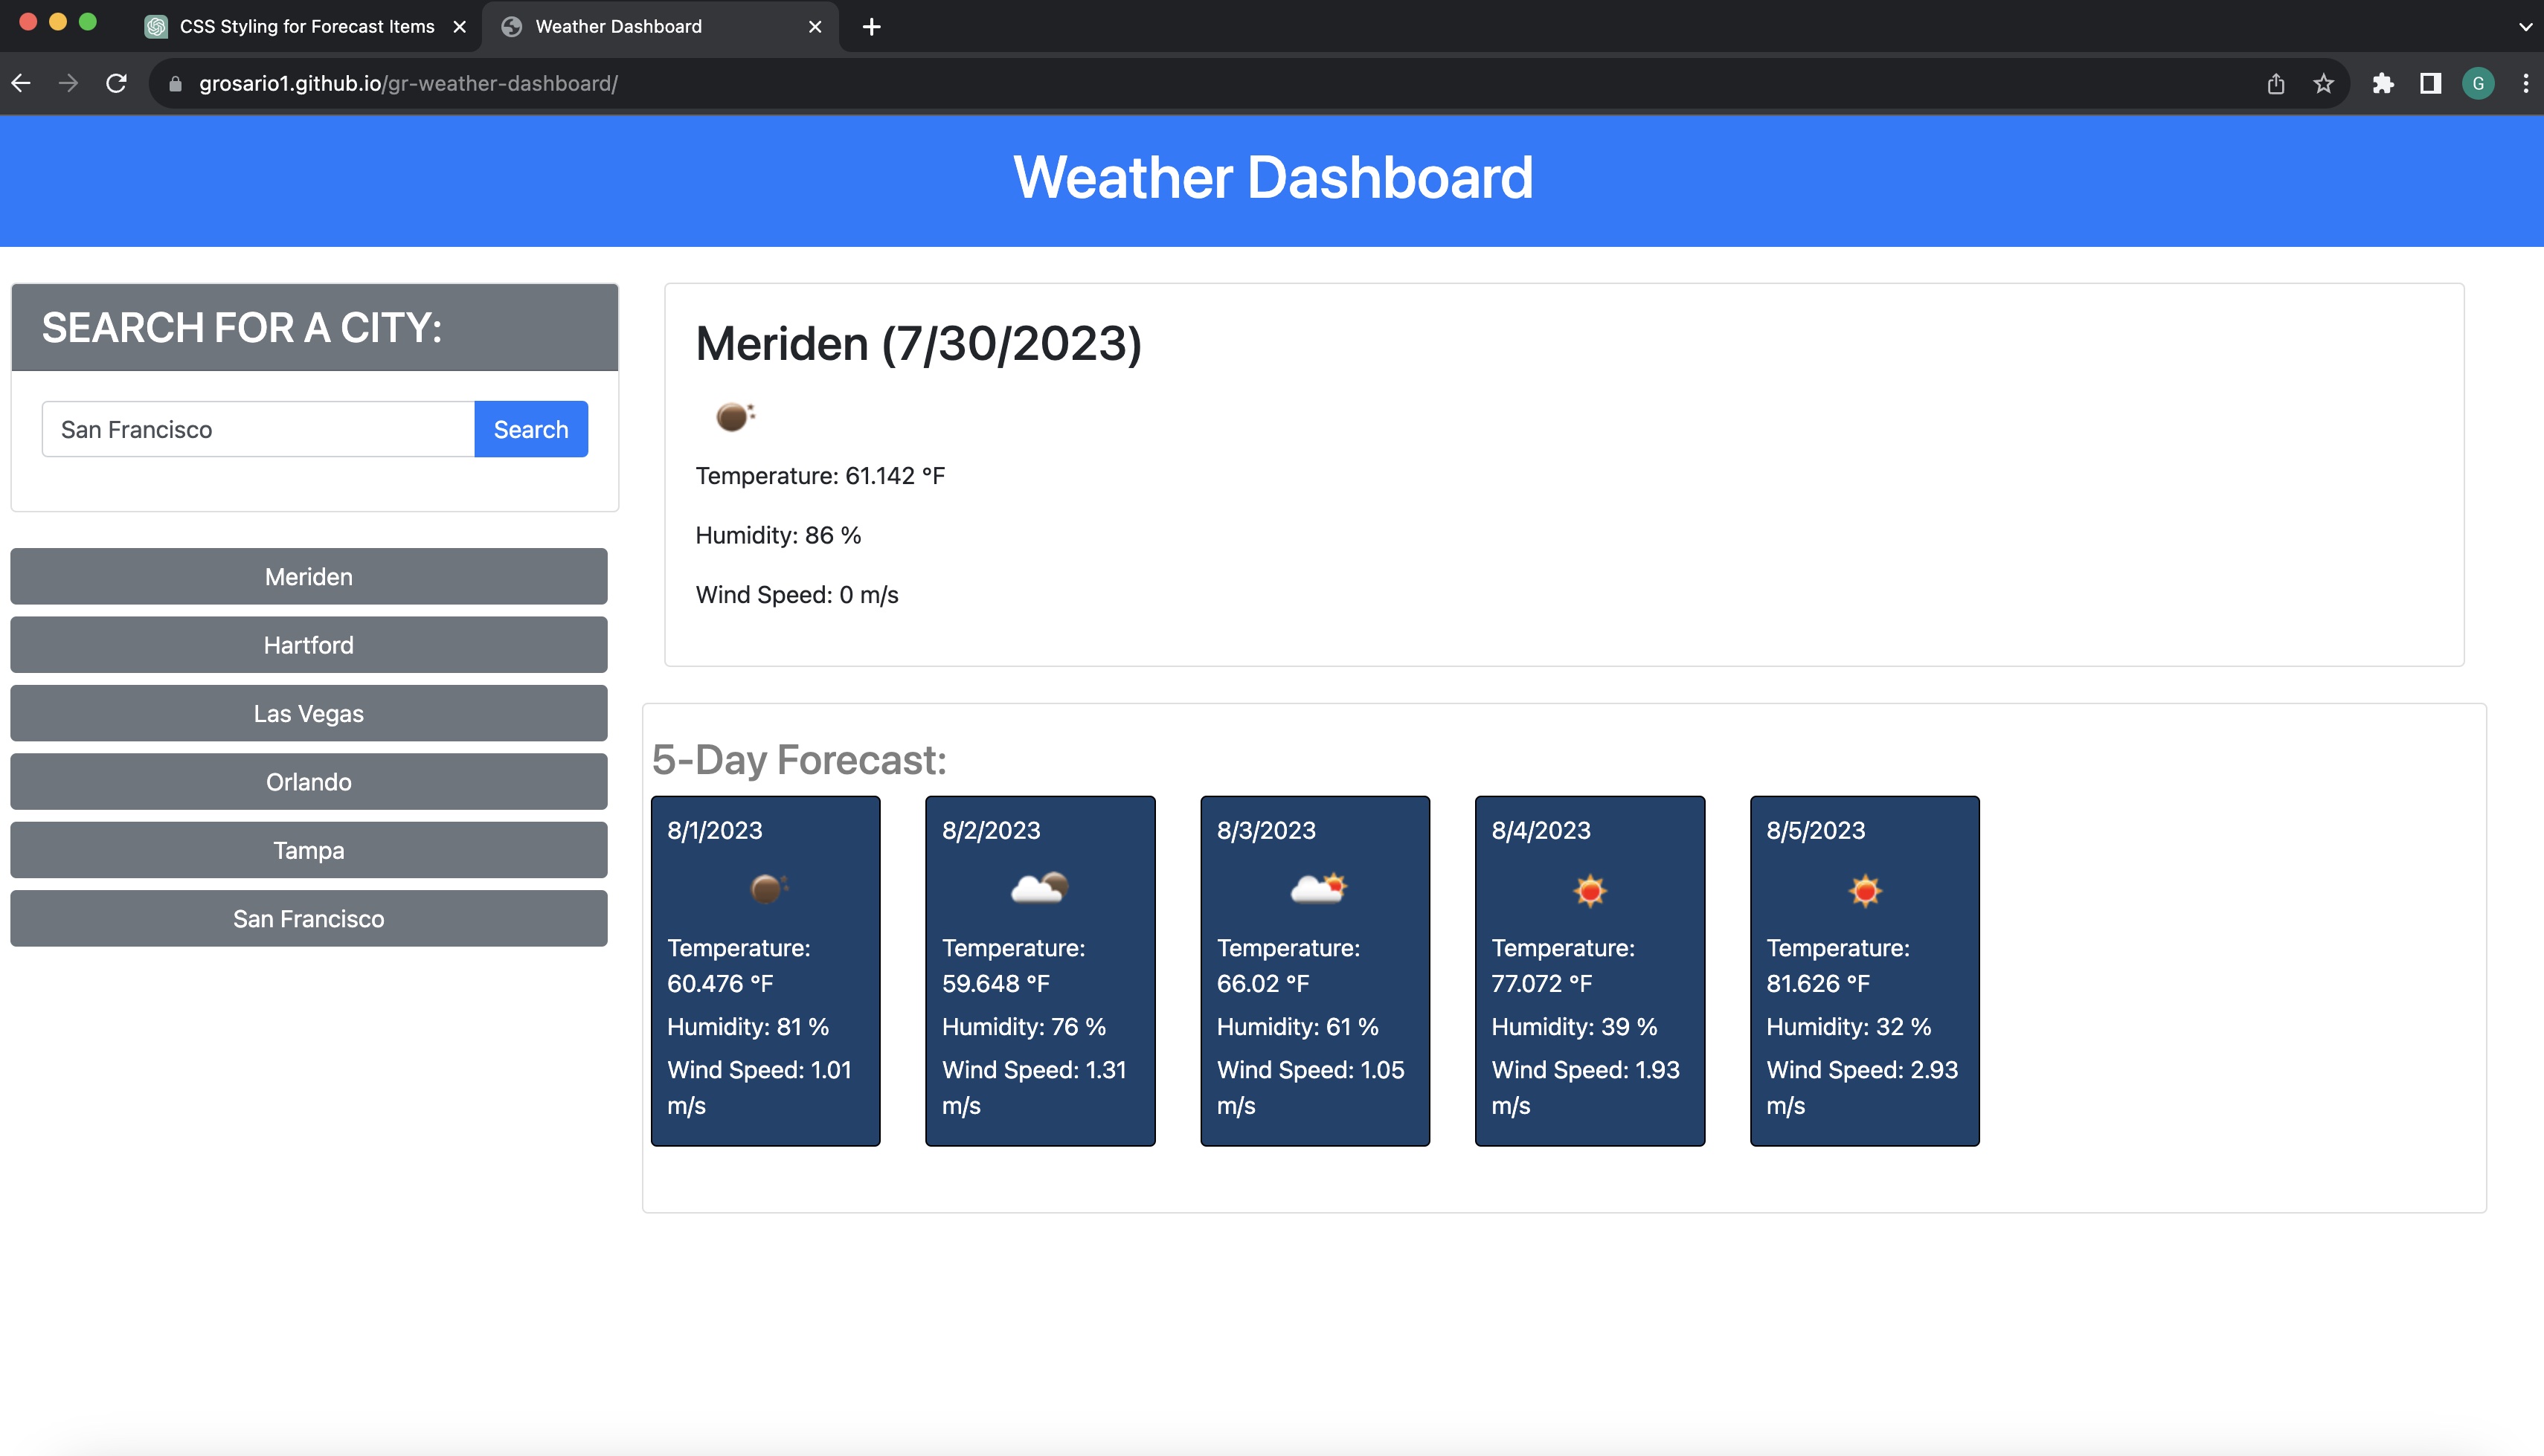 CSS Styling for Forecast Items
Weather Dashboard
grosario1.github.io/gr-weather-dashboard/
G
Weather Dashboard
SEARCH FOR A CITY:
San Francisco
Search
Meriden
Hartford
Las Vegas
Orlando
Tampa
San Francisco
Meriden (7/30/2023)
Temperature: 61.142 °F
Humidity: 86 %
Wind Speed: 0 m/s
5-Day Forecast:
8/1/2023
Temperature:
60.476 °F
Humidity: 81 %
Wind Speed: 1.01
m/s
8/2/2023
Temperature:
59.648 °F
Humidity: 76 %
Wind Speed: 1.31
m/s
8/3/2023
Temperature:
66.02 °F
Humidity: 61 %
Wind Speed: 1.05
m/s
8/4/2023
Temperature:
77.072 °F
Humidity: 39 %
Wind Speed: 1.93
m/s
8/5/2023
Temperature:
81.626 °F
Humidity: 32 %
Wind Speed: 2.93
m/s